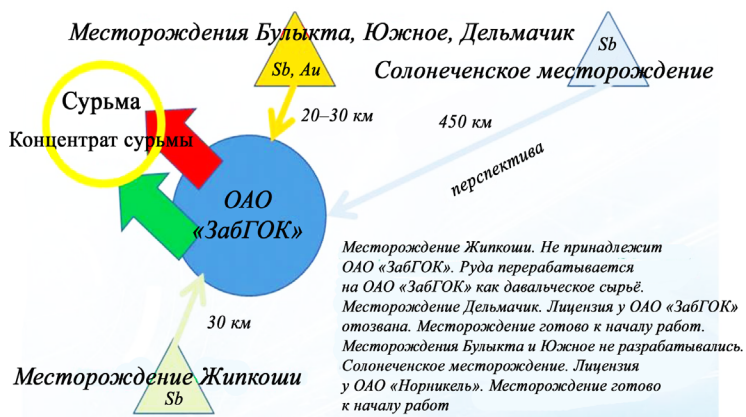 Месторождения Булыкта, Южное, Дельмачик
Sb
Sb, Au
Солонеченское месторождение
Сурьма
Концентрат сурьмы
20–30 км
450 км
перспектива
ОАО
«ЗабГОК»
Месторождение Жипкоши. Не принадлежит
ОАО «ЗабГОК». Руда перерабатывается
на ОАО «ЗабГОК» как давальческое сырьё.
Месторождение Дельмачик. Лицензия у ОАО «ЗабГОК»
отозвана. Месторождение готово к началу работ.
Месторождения Булыкта и Южное не разрабатывались.
Солонеченское месторождение. Лицензия
у ОАО «Норникель». Месторождение готово
к началу работ
30 км
Месторождение Жипкоши
Sb